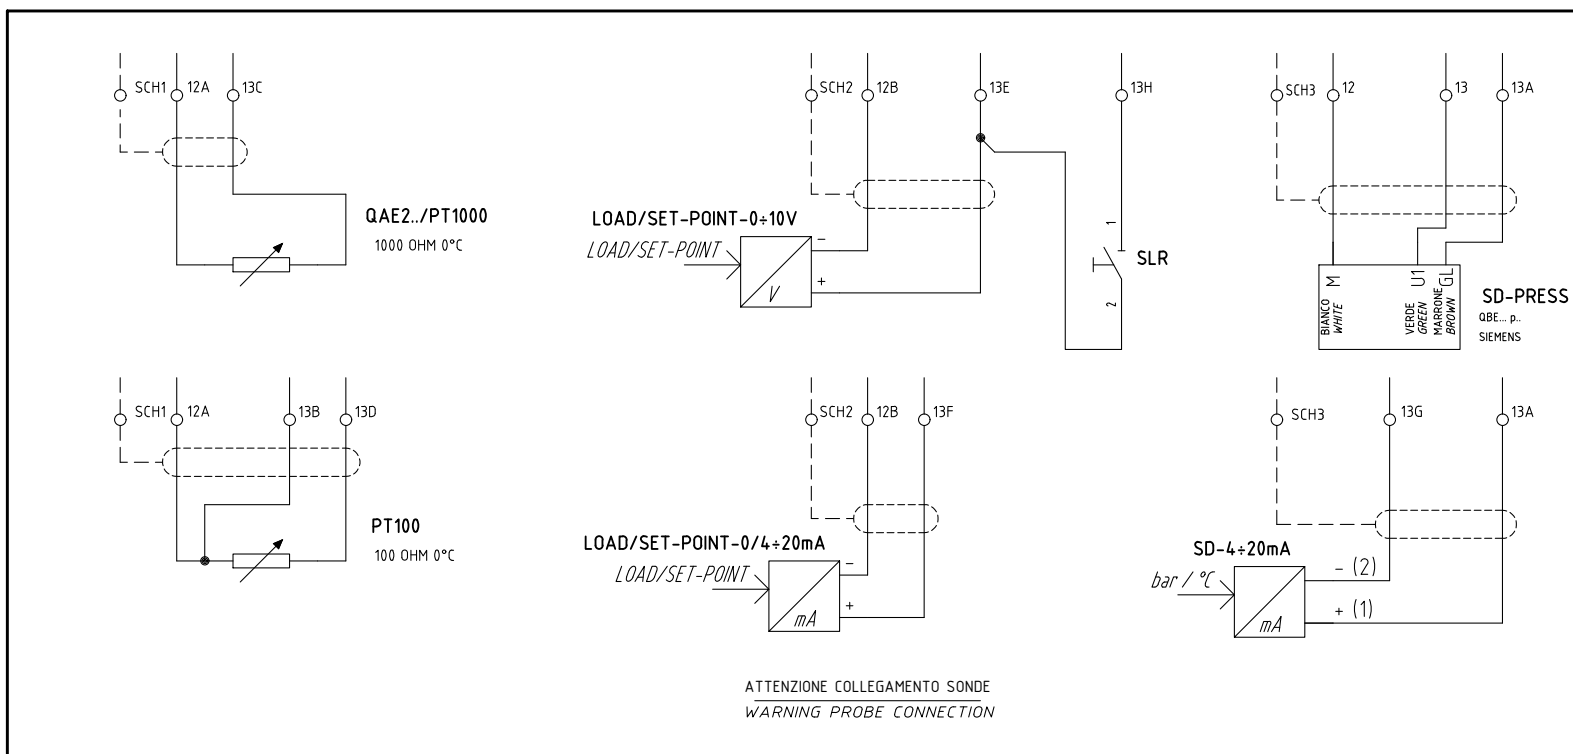 SCH1 12A 13C
QAE2../PT1000
1000 OHM 0°C
SCH2 12B 13E 13H
LOAD/SET-POINT-0÷10V
LOAD/SET-POINT
-
+
V
1
SLR
2
SCH3 12 13 13A
M U1 GL
BIANCO
WHITE
VERDE
GREEN
MARRONE
BROWN
SD-PRESS
QBE... p..
SIEMENS
SCH1 12A 13B 13D
PT100
100 OHM 0°C
SCH2 12B 13F
LOAD/SET-POINT-0/4÷20mA
LOAD/SET-POINT
-
+
mA
SCH3 13G 13A
SD-4÷20mA
bar / °C
- (2)
+ (1)
mA
ATTENZIONE COLLEGAMENTO SONDE
WARNING PROBE CONNECTION